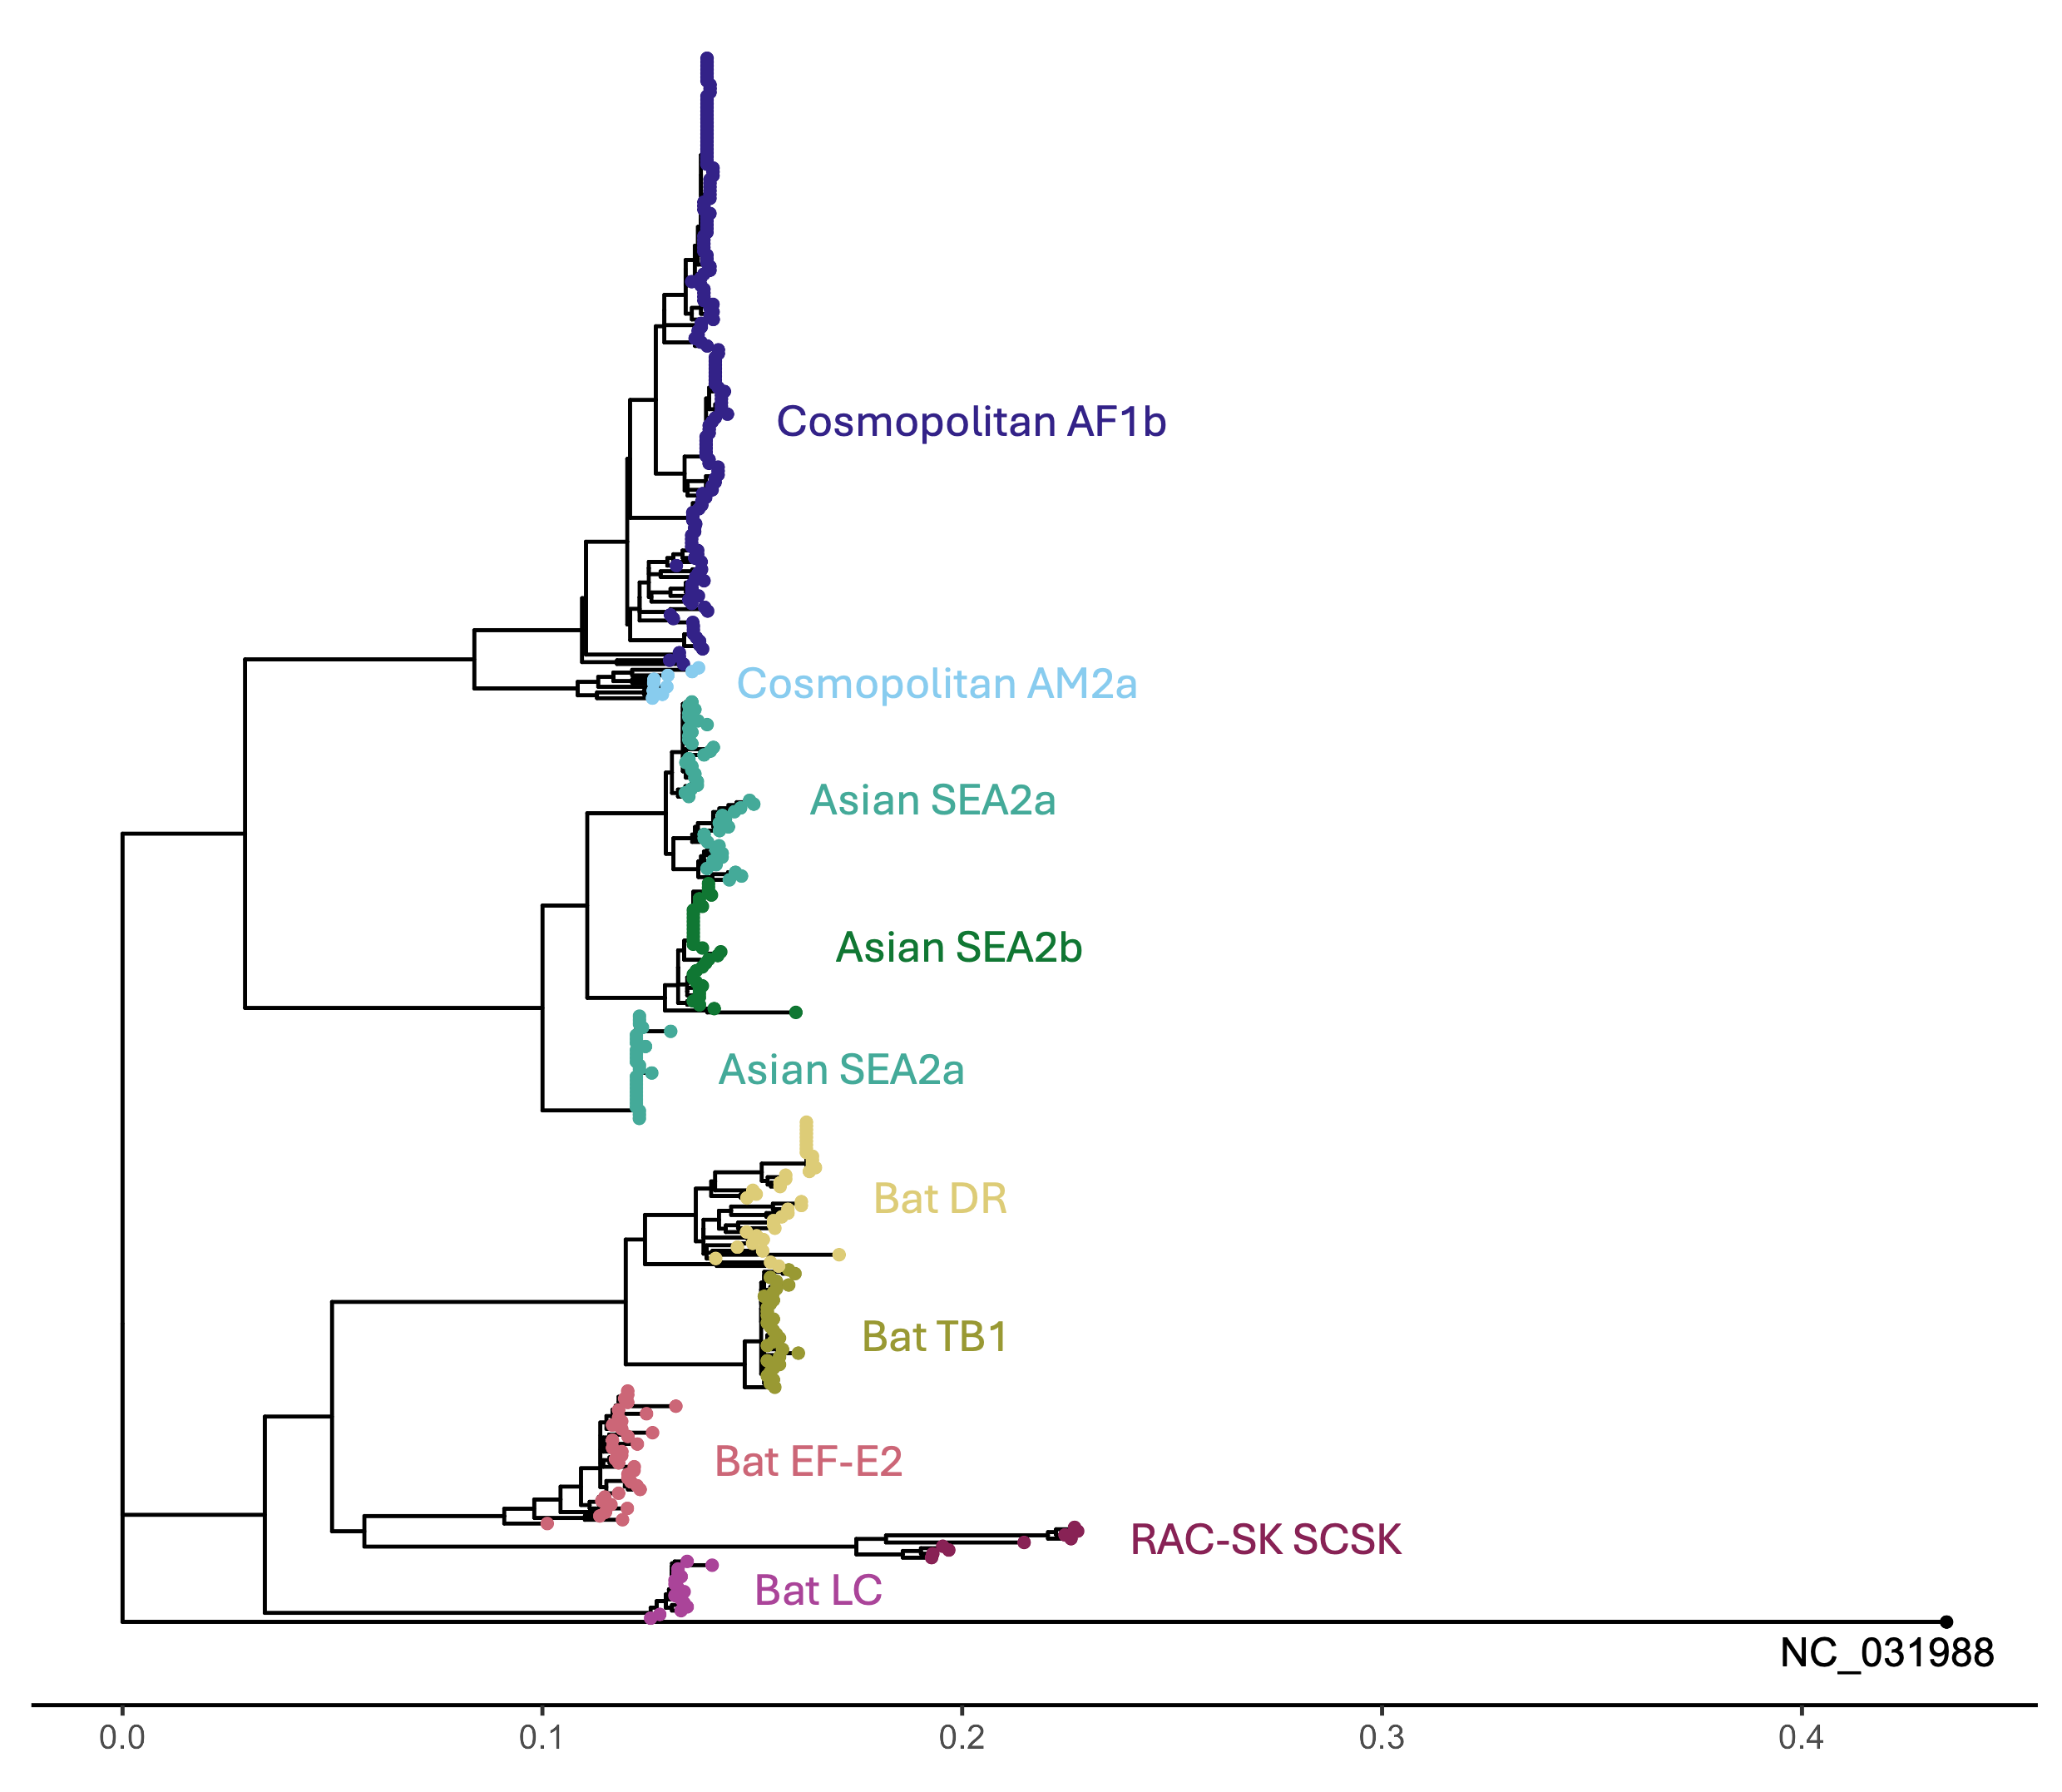 Cosmopolitan AF1b
Cosmopolitan AM2a
Asian SEA2a
Asian SEA2b
Asian SEA2a
Bat DR
Bat TB1
Bat EF-E2
RAC-SK SCSK
Bat LC
NC_031988
0.0 0.1 0.2 0.3 0.4